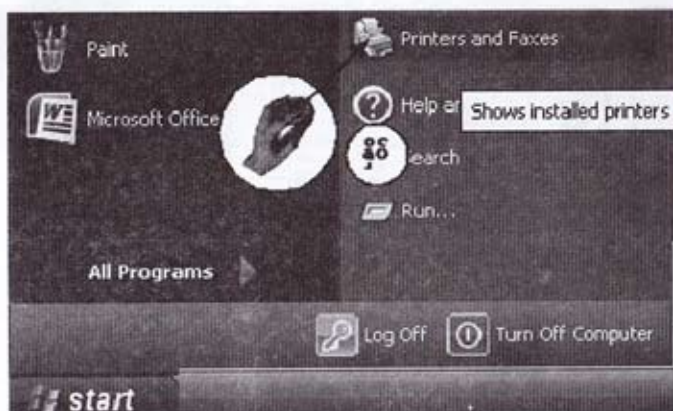 Paint
Microsoft Office
Printers and Faxes
Help an
Shows installed printers
earch
Run...
All Programs
Log Off
Turn Off Computer
start